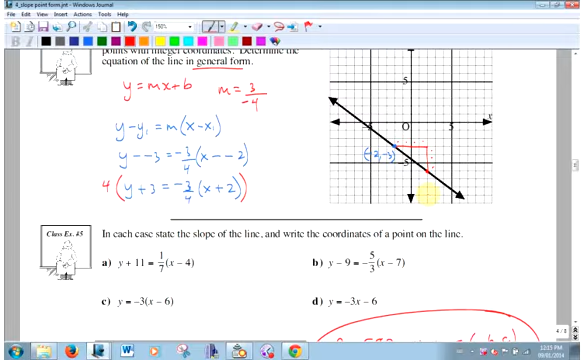 4_slope point form.jnt - Windows Journal
File Edit View Insert Actions Tools Help
points with integer coordinates. Determine the
equation of the line in general form.
y = mx + b m = 3/-4
y - y₁ = m(x - x₁)
y - -3 = -3/4(x - -2)
4(y + 3 = -3/4(x + 2))
5
x
O
5
-5
(-2,-3)
Class Ex. #5
In each case state the slope of the line, and write the coordinates of a point on the line.
a) y + 11 = 1/7(x - 4) b) y - 9 = -5/3(x - 7)
c) y = -3(x - 6) d) y = -3x - 6
4 / 8
12:15 PM
09/02/2016